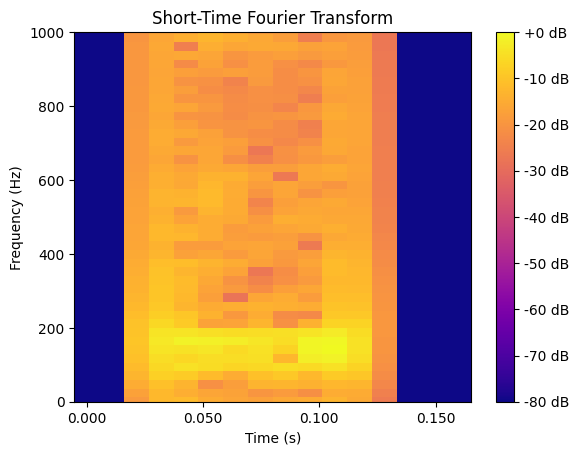 Short-Time Fourier Transform
1000
800
600
400
200
0
Frequency (Hz)
0.000
0.050
0.100
0.150
Time (s)
+0 dB
-10 dB
-20 dB
-30 dB
-40 dB
-50 dB
-60 dB
-70 dB
-80 dB